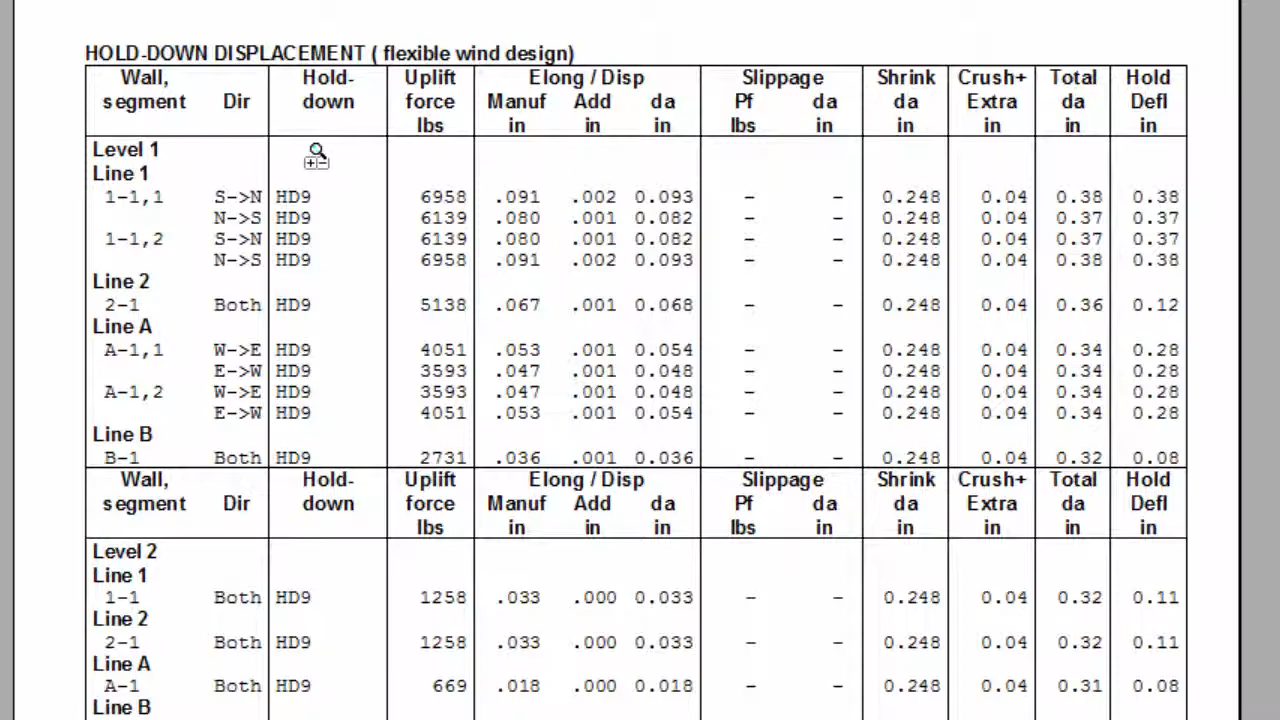 HOLD-DOWN DISPLACEMENT ( flexible wind design)
Wall, Hold- Uplift Elong / Disp Slippage Shrink Crush+ Total Hold
segment Dir down force Manuf Add da Pf da da Extra da Defl
lbs in in in lbs in in in in in
Level 1
Line 1
1-1,1 S->N HD9 6958 .091 .002 0.093 – – 0.248 0.04 0.38 0.38
N->S HD9 6139 .080 .001 0.082 – – 0.248 0.04 0.37 0.37
1-1,2 S->N HD9 6139 .080 .001 0.082 – – 0.248 0.04 0.37 0.37
N->S HD9 6958 .091 .002 0.093 – – 0.248 0.04 0.38 0.38
Line 2
2-1 Both HD9 5138 .067 .001 0.068 – – 0.248 0.04 0.36 0.12
Line A
A-1,1 W->E HD9 4051 .053 .001 0.054 – – 0.248 0.04 0.34 0.28
E->W HD9 3593 .047 .001 0.048 – – 0.248 0.04 0.34 0.28
A-1,2 W->E HD9 3593 .047 .001 0.048 – – 0.248 0.04 0.34 0.28
E->W HD9 4051 .053 .001 0.054 – – 0.248 0.04 0.34 0.28
Line B
B-1 Both HD9 2731 .036 .001 0.036 – – 0.248 0.04 0.32 0.08
Wall, Hold- Uplift Elong / Disp Slippage Shrink Crush+ Total Hold
segment Dir down force Manuf Add da Pf da da Extra da Defl
lbs in in in lbs in in in in in
Level 2
Line 1
1-1 Both HD9 1258 .033 .000 0.033 – – 0.248 0.04 0.32 0.11
Line 2
2-1 Both HD9 1258 .033 .000 0.033 – – 0.248 0.04 0.32 0.11
Line A
A-1 Both HD9 669 .018 .000 0.018 – – 0.248 0.04 0.31 0.08
Line B